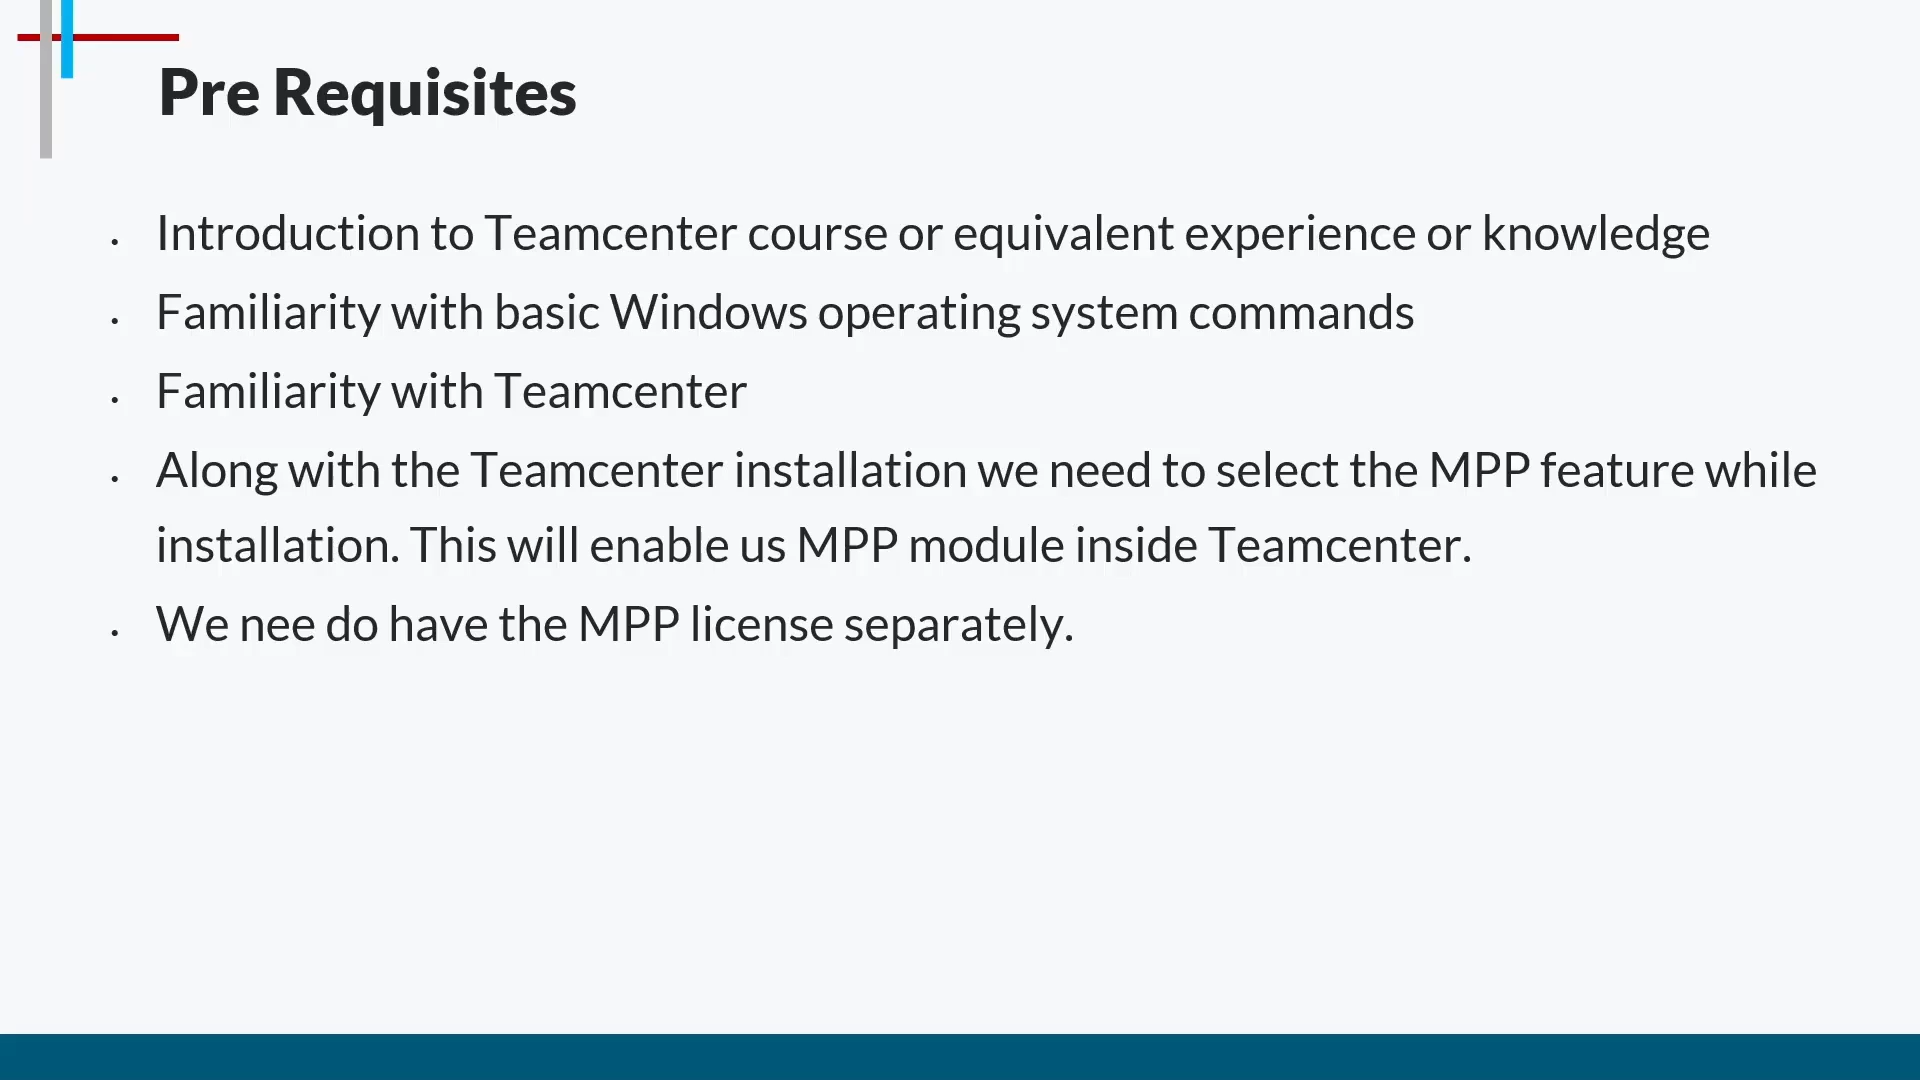 Pre Requisites
• Introduction to Teamcenter course or equivalent experience or knowledge
• Familiarity with basic Windows operating system commands
• Familiarity with Teamcenter
• Along with the Teamcenter installation we need to select the MPP feature while
installation. This will enable us MPP module inside Teamcenter.
• We nee do have the MPP license separately.